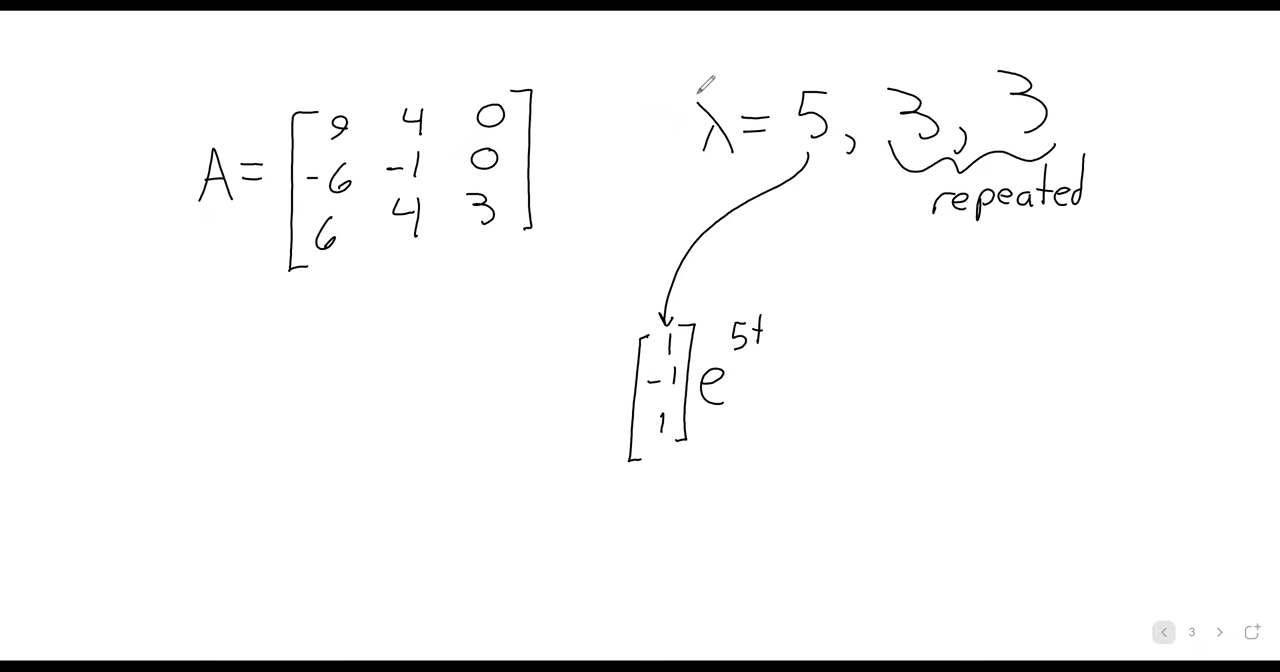 A = [ 9 4 0
-6 -1 0
6 4 3 ]
λ = 5, 3, 3
repeated
[ 1
-1
1 ] e^5t
3